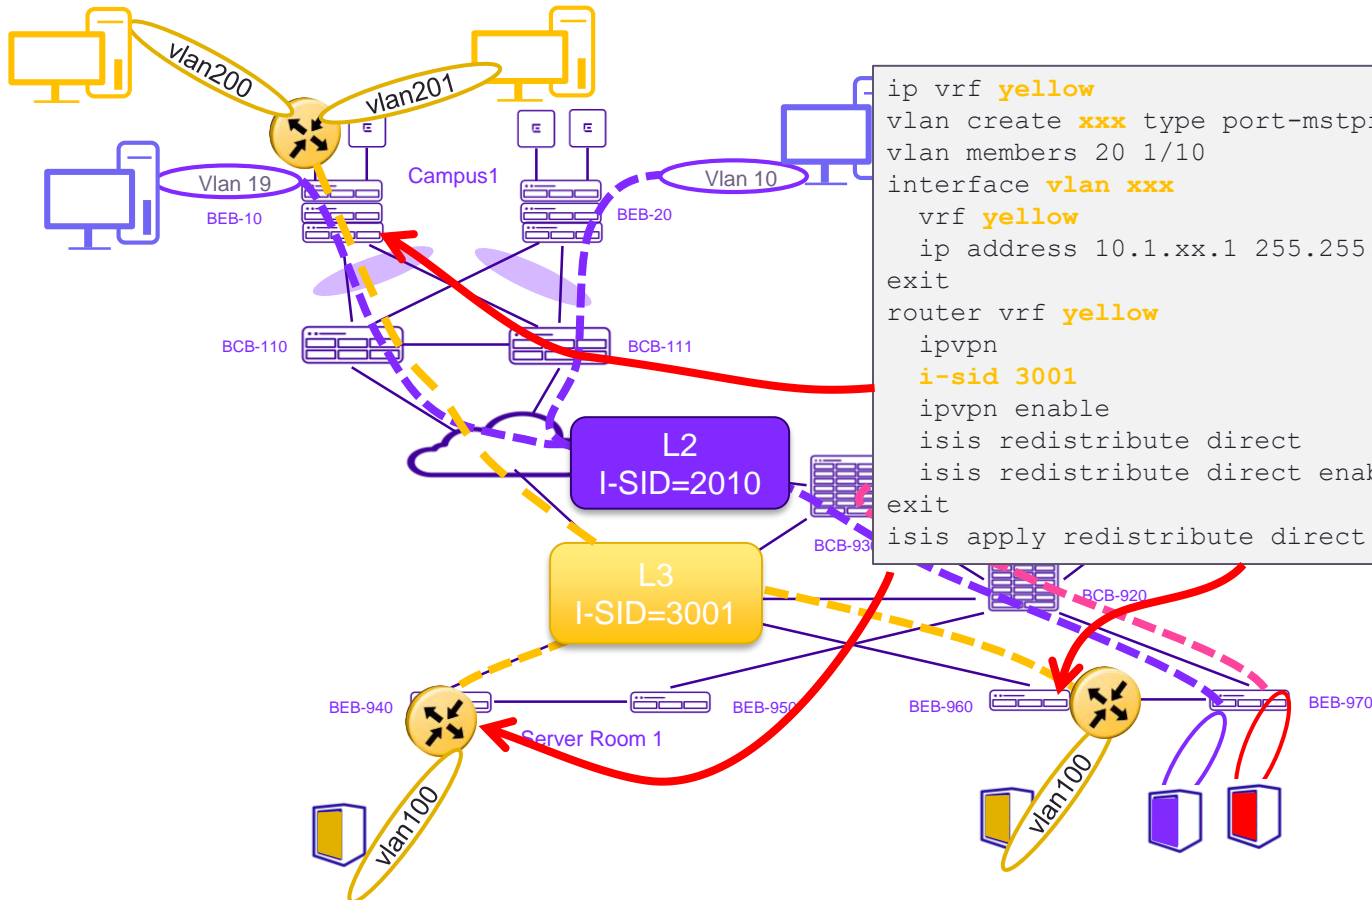 vlan200
vlan201
Vlan 19
Campus1
Vlan 10
BEB-10
BEB-20
BCB-110
BCB-111
L2
I-SID=2010
BCB-930
L3
I-SID=3001
BCB-920
BEB-940
BEB-950
BEB-960
BEB-970
Server Room 1
vlan100
vlan100
ip vrf yellow
vlan create xxx type port-mstp
vlan members 20 1/10
interface vlan xxx
vrf yellow
ip address 10.1.xx.1 255.255
exit
router vrf yellow
ipvpn
i-sid 3001
ipvpn enable
isis redistribute direct
isis redistribute direct
exit
isis apply redistribute direct